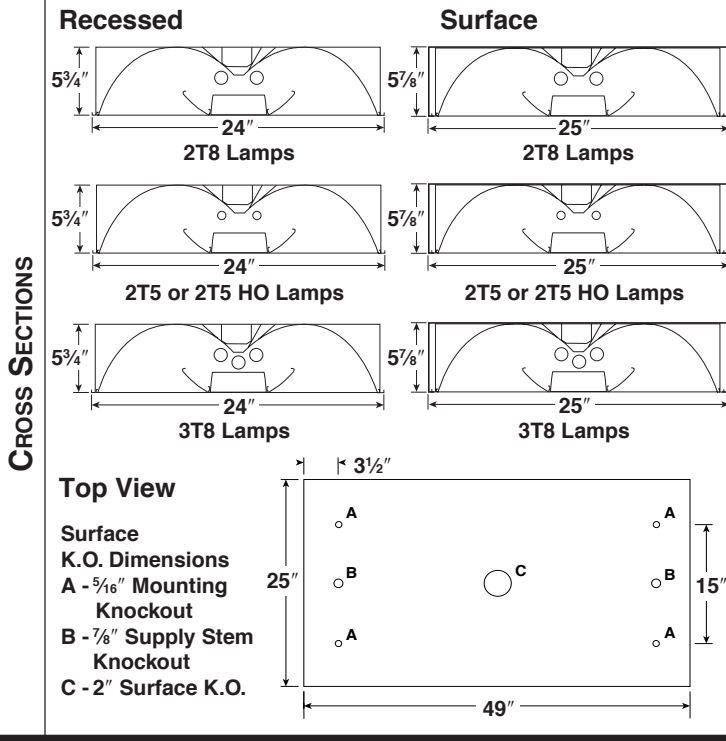 CROSS SECTIONS
Recessed
5¾″
24″
2T8 Lamps
5¾″
24″
2T5 or 2T5 HO Lamps
5¾″
24″
3T8 Lamps
Surface
5⅞″
25″
2T8 Lamps
5⅞″
25″
2T5 or 2T5 HO Lamps
5⅞″
25″
3T8 Lamps
Top View
Surface
K.O. Dimensions
A - 5⁄16″ Mounting
Knockout
B - ⅞″ Supply Stem
Knockout
C - 2″ Surface K.O.
3½″
A
A
B
C
B
25″
15″
A
A
49″